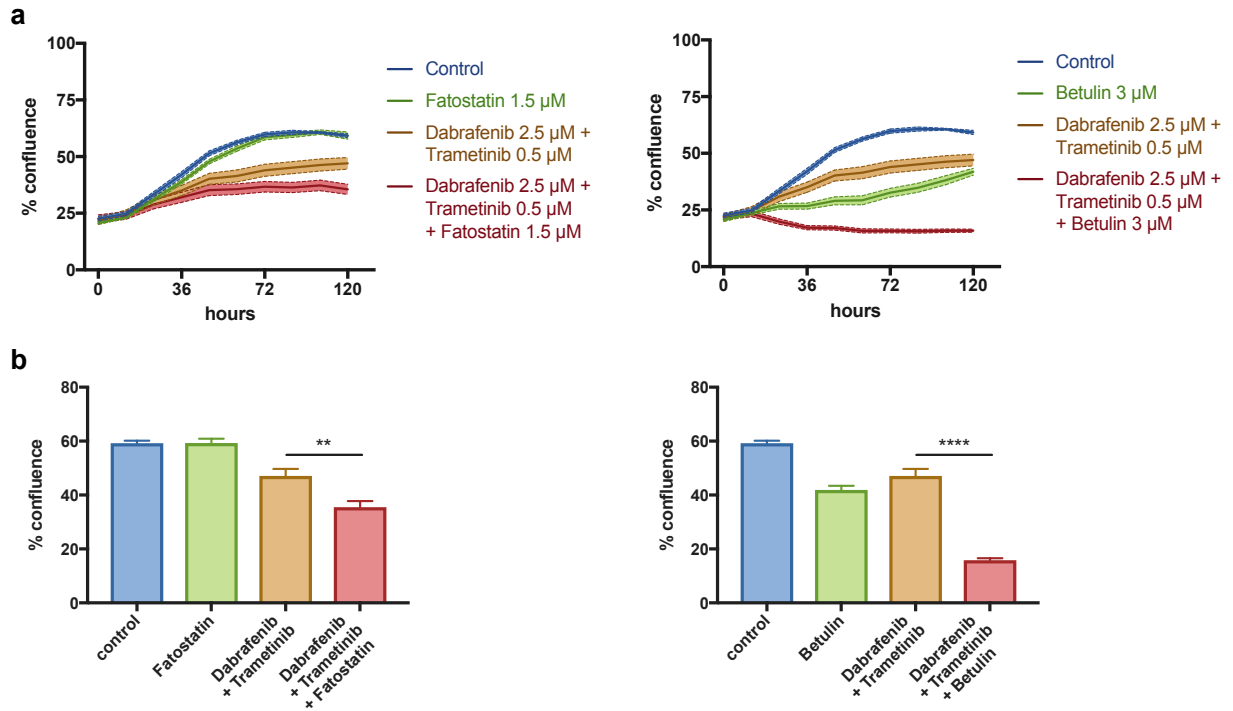 a
100
75
50
25
0
% confluence
0
36
72
120
hours
Control
Fatostatin 1.5 µM
Dabrafenib 2.5 µM +
Trametinib 0.5 µM
Dabrafenib 2.5 µM +
Trametinib 0.5 µM
+ Fatostatin 1.5 µM
100
75
50
25
0
% confluence
0
36
72
120
hours
Control
Betulin 3 µM
Dabrafenib 2.5 µM +
Trametinib 0.5 µM
Dabrafenib 2.5 µM +
Trametinib 0.5 µM
+ Betulin 3 µM
b
80
60
40
20
0
% confluence
**
control
Fatostatin
Dabrafenib
+ Trametinib
Dabrafenib
+ Trametinib
+ Fatostatin
80
60
40
20
0
% confluence
****
control
Betulin
Dabrafenib
+ Trametinib
Dabrafenib
+ Trametinib
+ Betulin